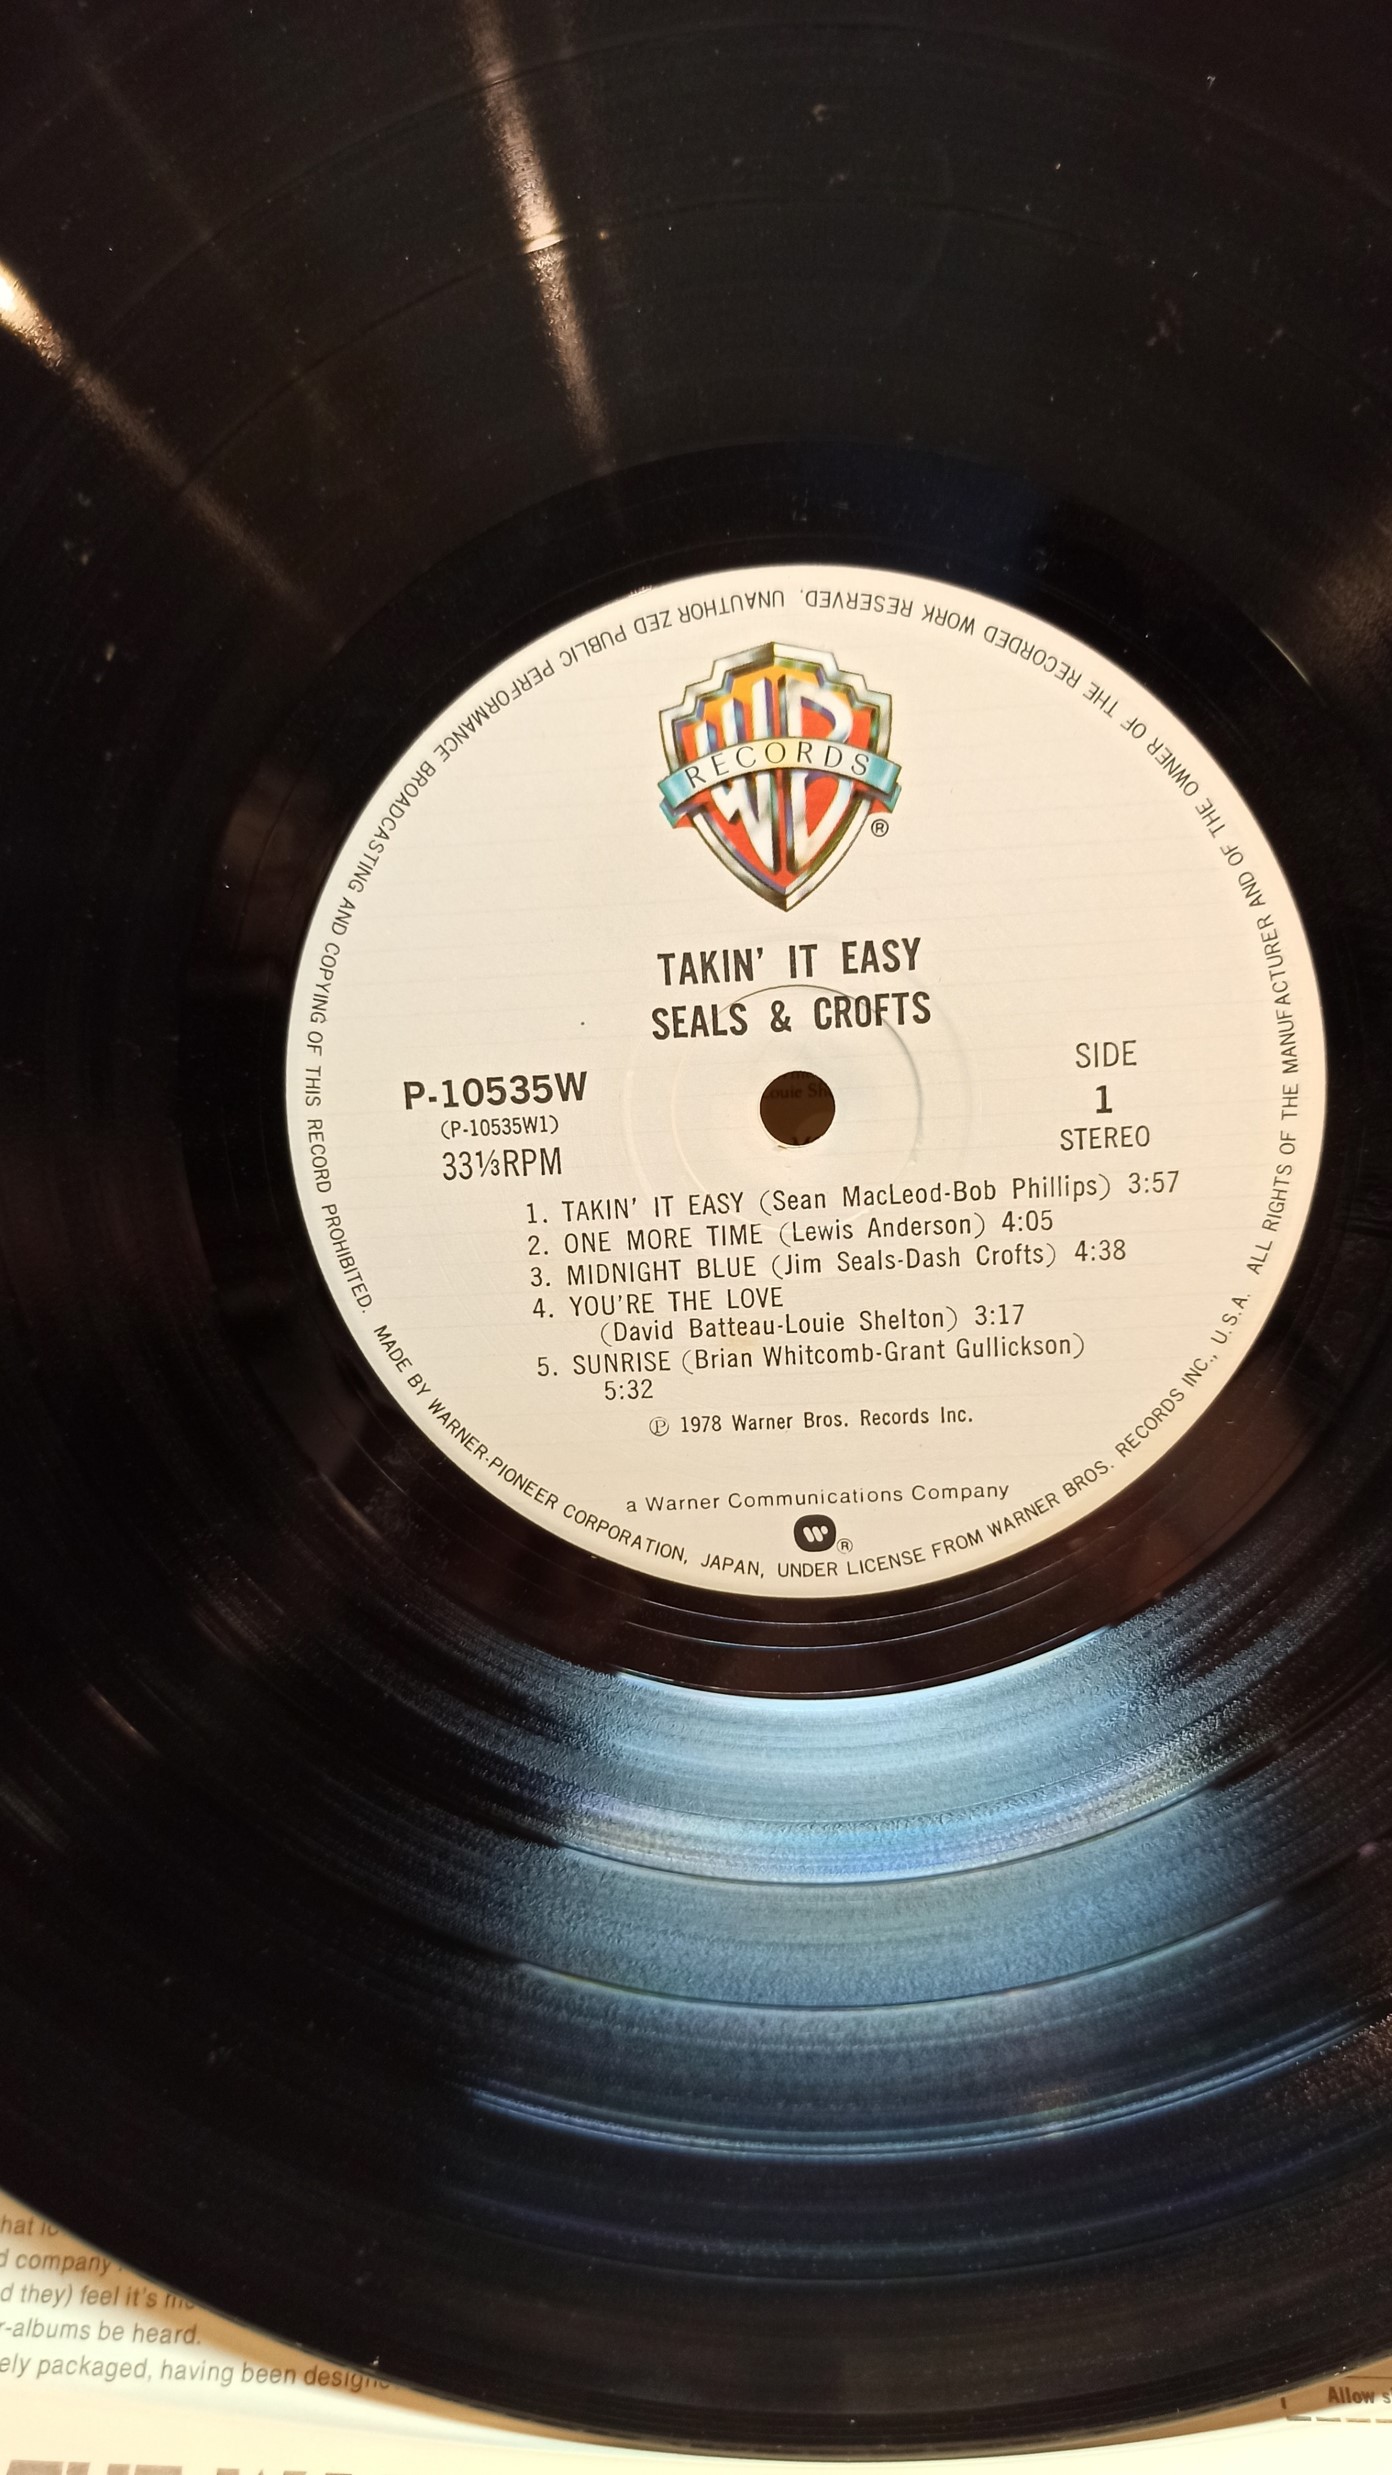 WB
RECORDS
®
TAKIN' IT EASY
SEALS & CROFTS
P-10535W
(P-10535W1)
33⅓RPM
SIDE
1
STEREO
1. TAKIN' IT EASY (Sean MacLeod-Bob Phillips) 3:57
2. ONE MORE TIME (Lewis Anderson) 4:05
3. MIDNIGHT BLUE (Jim Seals-Dash Crofts) 4:38
4. YOU'RE THE LOVE
(David Batteau-Louie Shelton) 3:17
5. SUNRISE (Brian Whitcomb-Grant Gullickson)
5:32
℗ 1978 Warner Bros. Records Inc.
a Warner Communications Company
®
MADE BY WARNER-PIONEER CORPORATION, JAPAN, UNDER LICENSE FROM WARNER BROS. RECORDS INC., U.S.A. ALL RIGHTS OF THE MANUFACTURER AND OF THE OWNER OF THE RECORDED WORK RESERVED. UNAUTHOR ZED PUBLIC PERFORMANCE BROADCASTING AND COPYING OF THIS RECORD PROHIBITED.
company
they) feel it's
-albums be heard.
packaged, having been
Allow